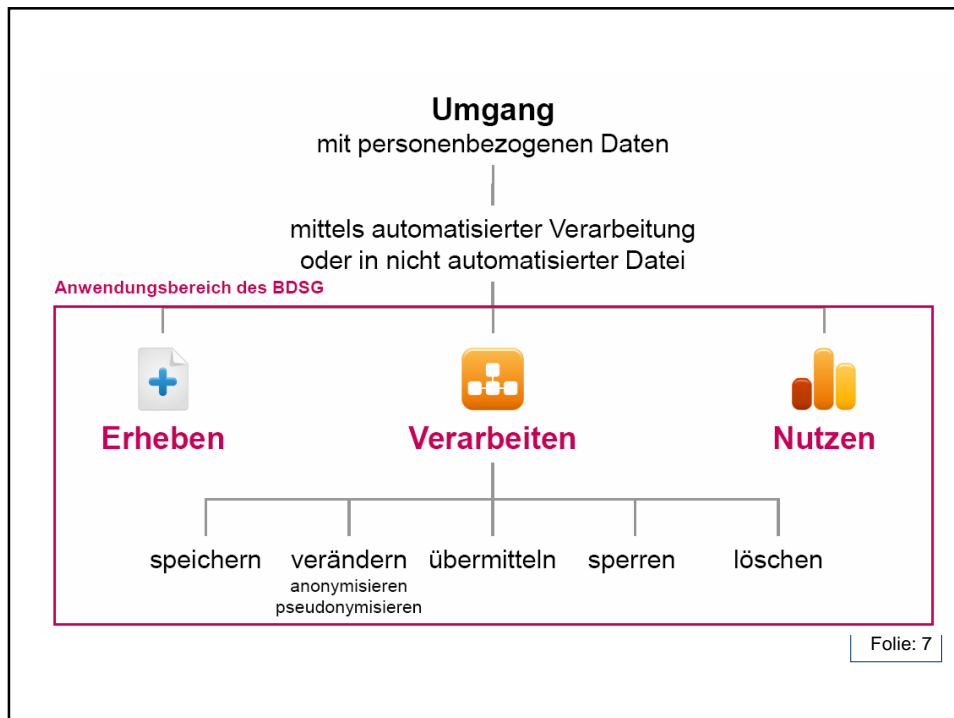 Umgang
mit personenbezogenen Daten
mittels automatisierter Verarbeitung
oder in nicht automatisierter Datei
Anwendungsbereich des BDSG
Erheben
Verarbeiten
Nutzen
speichern
verändern
anonymisieren
pseudonymisieren
übermitteln
sperren
löschen
Folie: 7